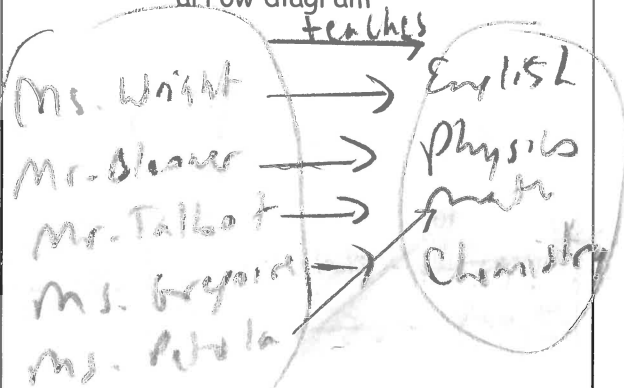 arrow diagram
teaches
Ms. Wright English
Mr. Physics
Mr. Talbot Math
Ms. Chemistry
Ms.